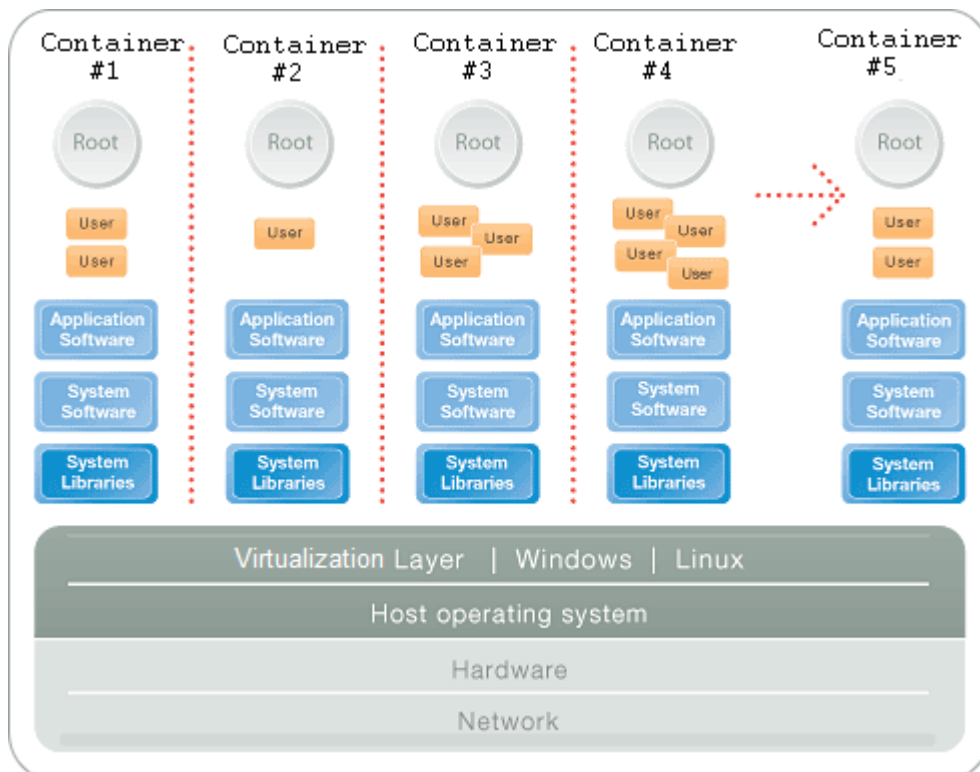 Container #1
Container #2
Container #3
Container #4
Container #5
Root
Root
Root
Root
Root
User
User
User
User
User
User
User
User
User
User
User
User
Application Software
Application Software
Application Software
Application Software
Application Software
System Software
System Software
System Software
System Software
System Software
System Libraries
System Libraries
System Libraries
System Libraries
System Libraries
Virtualization Layer | Windows | Linux
Host operating system
Hardware
Network